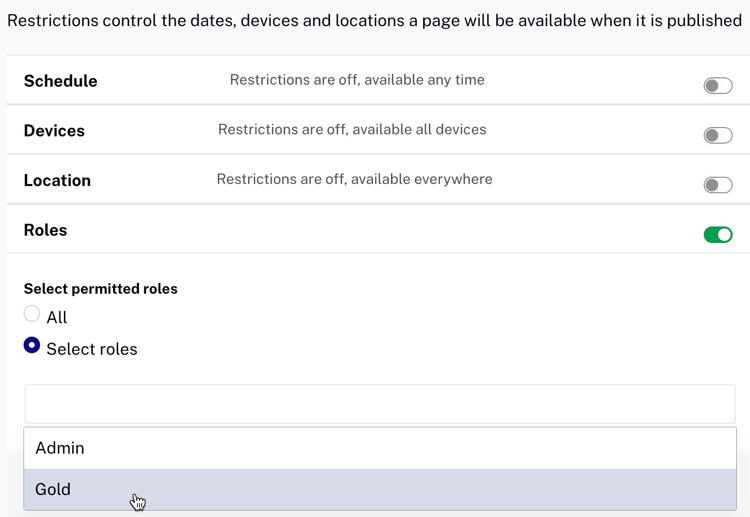 Restrictions control the dates, devices and locations a page will be available when it is published
Schedule Restrictions are off, available any time
Devices Restrictions are off, available all devices
Location Restrictions are off, available everywhere
Roles
Select permitted roles
All
Select roles
Admin
Gold